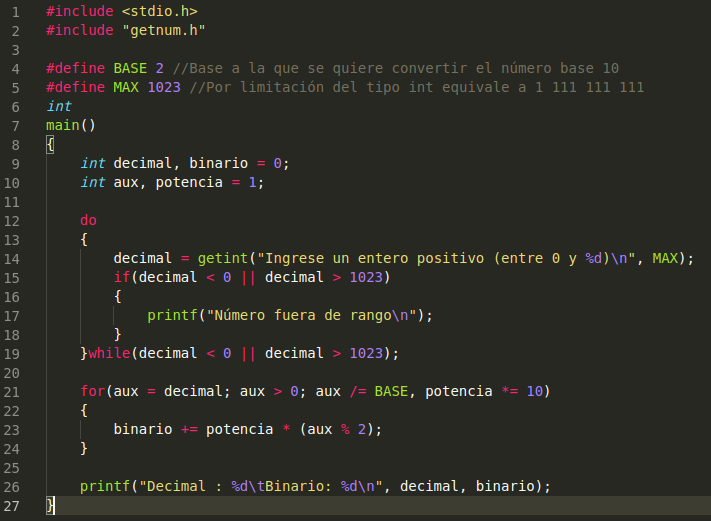 1 #include <stdio.h>
2 #include "getnum.h"
3
4 #define BASE 2 //Base a la que se quiere convertir el número base 10
5 #define MAX 1023 //Por limitación del tipo int equivale a 1 111 111 111
6 int
7 main()
8 {
9     int decimal, binario = 0;
10     int aux, potencia = 1;
11
12     do
13     {
14         decimal = getint("Ingrese un entero positivo (entre 0 y %d)\n", MAX);
15         if(decimal < 0 || decimal > 1023)
16         {
17             printf("Número fuera de rango\n");
18         }
19     }while(decimal < 0 || decimal > 1023);
20
21     for(aux = decimal; aux > 0; aux /= BASE, potencia *= 10)
22     {
23         binario += potencia * (aux % 2);
24     }
25
26     printf("Decimal : %d\tBinario: %d\n", decimal, binario);
27 }